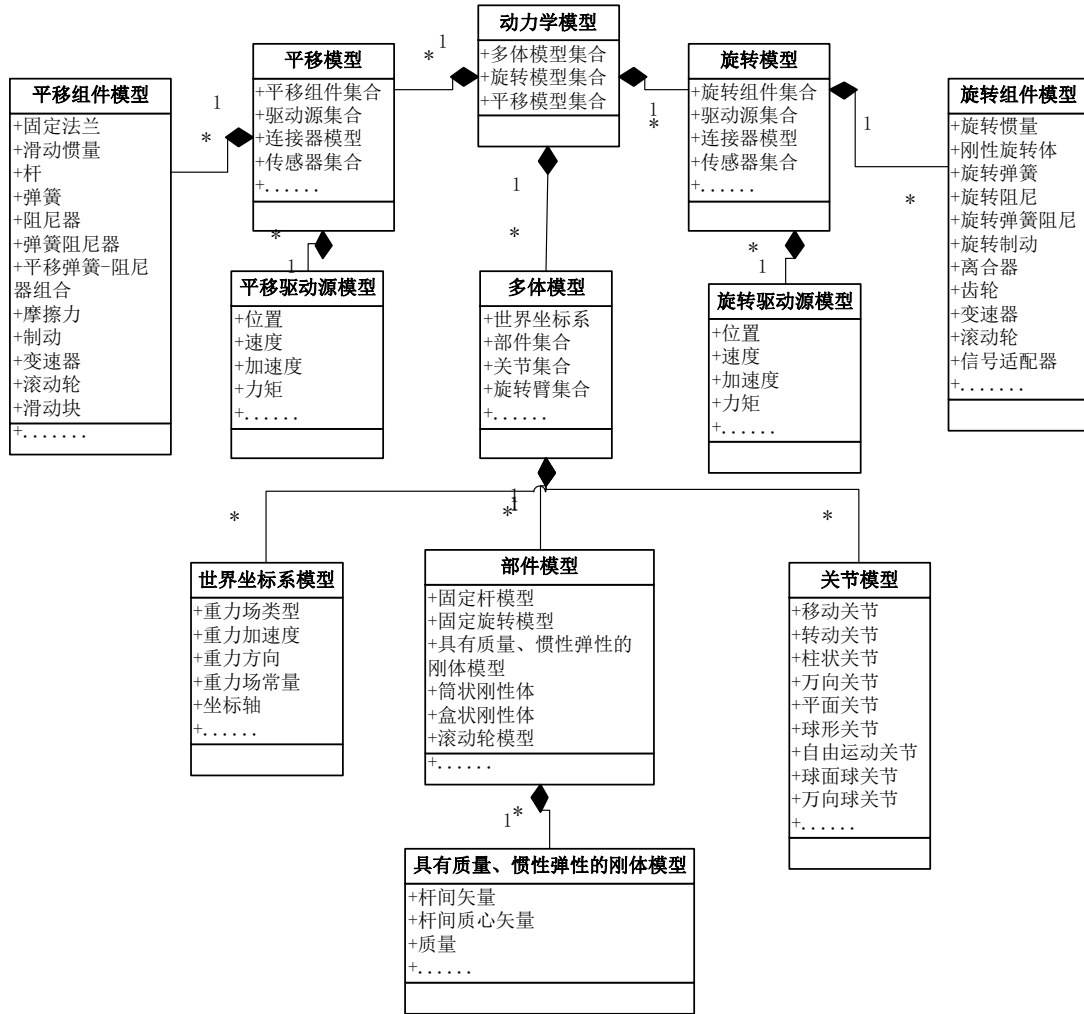 动力学模型
+多体模型集合
+旋转模型集合
+平移模型集合
平移模型
+平移组件集合
+驱动源集合
+连接器模型
+传感器集合
+......
旋转模型
+旋转组件集合
+驱动源集合
+连接器模型
+传感器集合
+......
平移组件模型
+固定法兰
+滑动惯量
+杆
+弹簧
+阻尼器
+弹簧阻尼器
+平移弹簧-阻尼
器组合
+摩擦力
+制动
+变速器
+滚动轮
+滑动块
+.......
旋转组件模型
+旋转惯量
+刚性旋转体
+旋转弹簧
+旋转阻尼
+旋转弹簧阻尼
+旋转制动
+离合器
+齿轮
+变速器
+滚动轮
+信号适配器
+.......
1
*
1
*
1
*
1
*
1
*
*
1
*
1
平移驱动源模型
+位置
+速度
+加速度
+力矩
+......
多体模型
+世界坐标系
+部件集合
+关节集合
+旋转臂集合
+......
旋转驱动源模型
+位置
+速度
+加速度
+力矩
+......
1
1
*
*
*
世界坐标系模型
+重力场类型
+重力加速度
+重力方向
+重力场常量
+坐标轴
+......
部件模型
+固定杆模型
+固定旋转模型
+具有质量、惯性弹性的
刚体模型
+筒状刚性体
+盒状刚性体
+滚动轮模型
+......
关节模型
+移动关节
+转动关节
+柱状关节
+万向关节
+平面关节
+球形关节
+自由运动关节
+球面球关节
+万向球关节
+......
1
*
具有质量、惯性弹性的刚体模型
+杆间矢量
+杆间质心矢量
+质量
+......